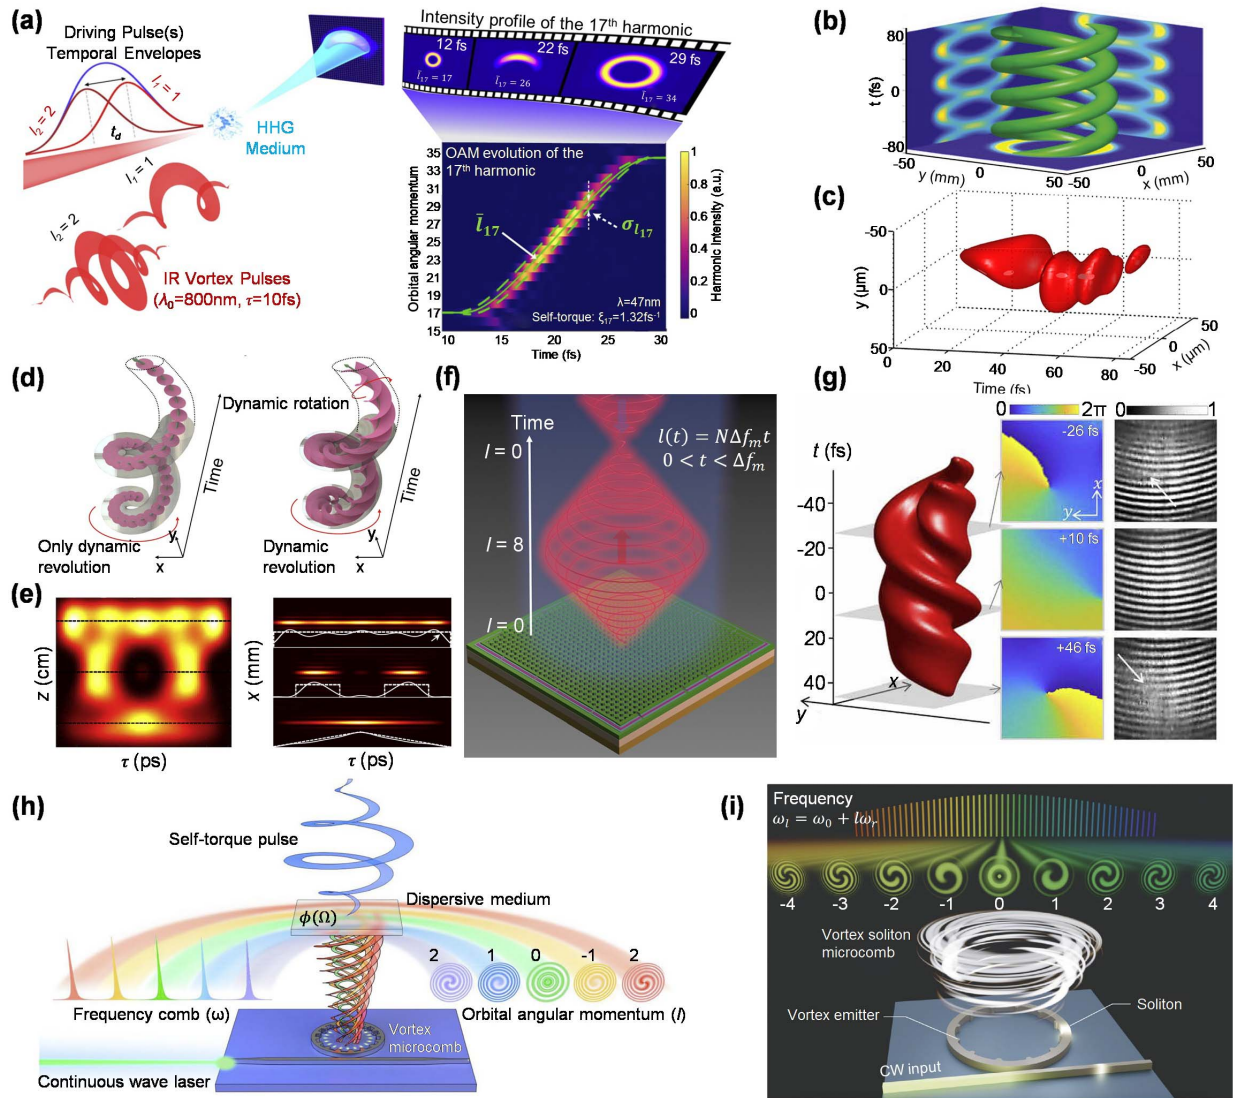 (a)
Driving Pulse(s)
Temporal Envelopes
l₁ = 1
l₂ = 2
t_d
HHG
Medium
l₁ = 1
l₂ = 2
IR Vortex Pulses
(λ₀=800nm, τ=10fs)
Intensity profile of the 17th harmonic
12 fs
22 fs
29 fs
l̄₁₇ = 17
l̄₁₇ = 26
l̄₁₇ = 34
OAM evolution of the
17th harmonic
l̄₁₇
σ_l₁₇
λ=47nm
Self-torque: ξ₁₇=1.32fs⁻¹
Orbital angular momentum
35
33
31
29
27
25
23
21
19
17
15
10
15
20
25
30
Time (fs)
1
0.8
0.6
0.4
0.2
0
Harmonic intensity (a.u.)
(b)
t (fs)
80
0
-80
-50
0
50
y (mm)
-50
0
50
x (mm)
(c)
y (μm)
-50
0
50
0
20
40
60
80
Time (fs)
-50
0
50
x (μm)
(d)
Dynamic rotation
Time
Time
y
x
y
x
Only dynamic
revolution
Dynamic
revolution
(e)
z (cm)
τ (ps)
x (mm)
τ (ps)
(f)
Time
l = 0
l = 8
l = 0
l(t) = NΔf_m t
0 < t < Δf_m
(g)
t (fs)
-40
-20
0
20
40
x
y
0
2π
0
1
-26 fs
x
y
+10 fs
+46 fs
(h)
Self-torque pulse
Dispersive medium
ϕ(Ω)
2
1
0
-1
2
Frequency comb (ω)
Orbital angular momentum (l)
Vortex
microcomb
Continuous wave laser
(i)
Frequency
ω_l = ω₀ + lω_r
-4
-3
-2
-1
0
1
2
3
4
Vortex soliton
microcomb
Vortex emitter
Soliton
CW input